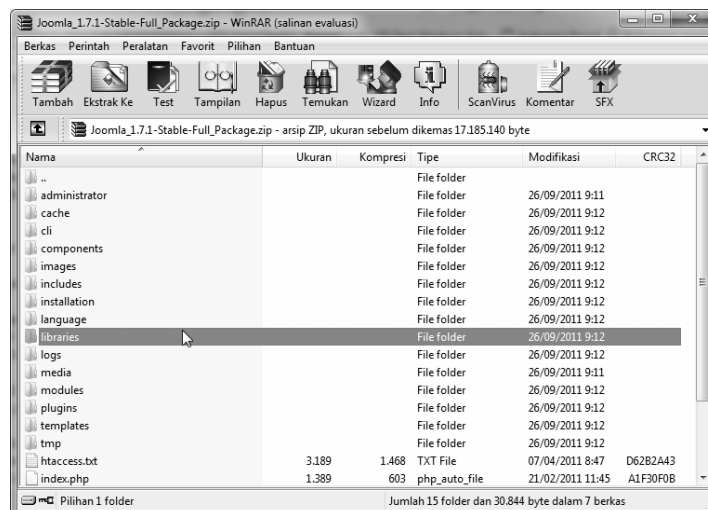 Joomla_1.7.1-Stable-Full_Package.zip - WinRAR (salinan evaluasi)
Berkas Perintah Peralatan Favorit Pilihan Bantuan
Tambah Ekstrak Ke Test Tampilan Hapus Temukan Wizard Info ScanVirus Komentar SFX
Joomla_1.7.1-Stable-Full_Package.zip - arsip ZIP, ukuran sebelum dikemas 17.185.140 byte
Nama Ukuran Kompresi Tipe Modifikasi CRC32
.. File folder
administrator File folder 26/09/2011 9:11
cache File folder 26/09/2011 9:12
cli File folder 26/09/2011 9:12
components File folder 26/09/2011 9:12
images File folder 26/09/2011 9:12
includes File folder 26/09/2011 9:12
installation File folder 26/09/2011 9:12
language File folder 26/09/2011 9:12
libraries File folder 26/09/2011 9:12
logs File folder 26/09/2011 9:12
media File folder 26/09/2011 9:11
modules File folder 26/09/2011 9:12
plugins File folder 26/09/2011 9:12
templates File folder 26/09/2011 9:12
tmp File folder 26/09/2011 9:12
htaccess.txt 3.189 1.468 TXT File 07/04/2011 8:47 D62B2A43
index.php 1.389 603 php_auto_file 21/02/2011 11:45 A1F30F0B
Pilihan 1 folder Jumlah 15 folder dan 30.844 byte dalam 7 berkas